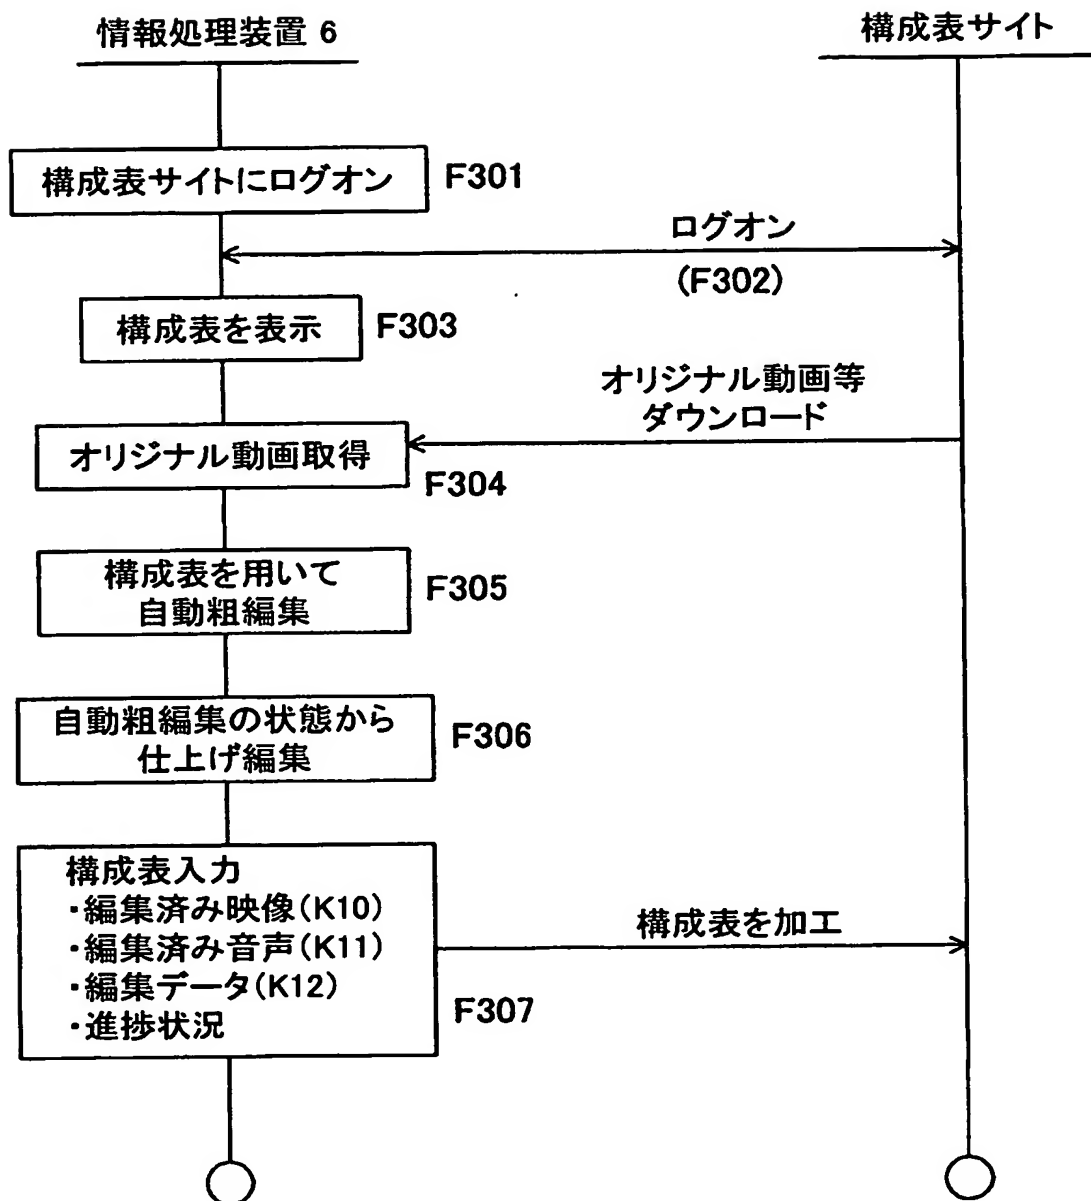 情報処理装置 6
構成表サイト
構成表サイトにログオン
F301
ログオン
(F302)
構成表を表示
F303
オリジナル動画等
ダウンロード
オリジナル動画取得
F304
構成表を用いて
自動粗編集
F305
自動粗編集の状態から
仕上げ編集
F306
構成表入力
・編集済み映像(K10)
・編集済み音声(K11)
・編集データ(K12)
・進捗状況
F307
構成表を加工